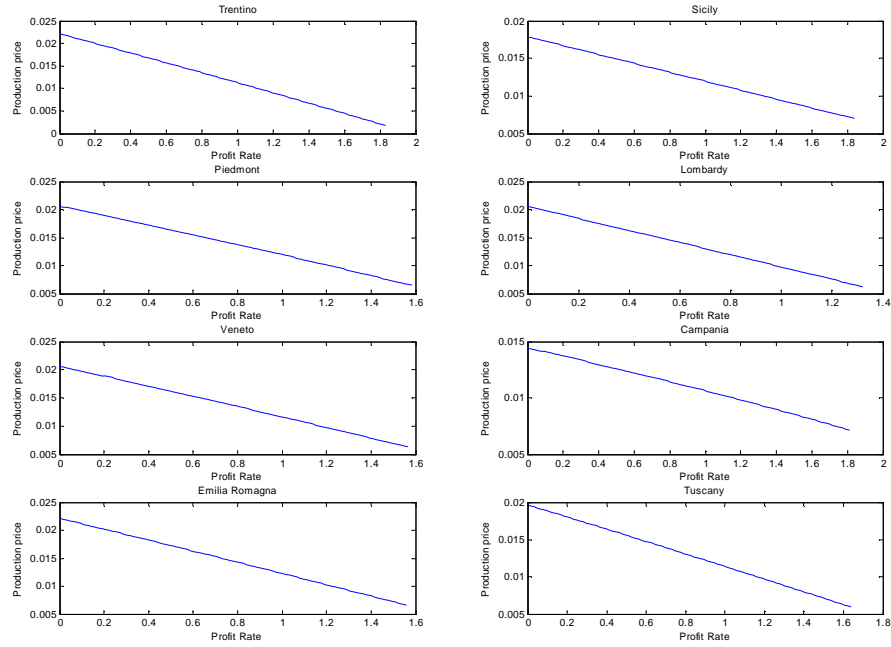 Trentino
0.025
0.02
0.015
0.01
0.005
0
Production price
0 0.2 0.4 0.6 0.8 1 1.2 1.4 1.6 1.8 2
Profit Rate
Sicily
0.02
0.015
0.01
0.005
Production price
0 0.2 0.4 0.6 0.8 1 1.2 1.4 1.6 1.8 2
Profit Rate
Piedmont
0.025
0.02
0.015
0.01
0.005
Production price
0 0.2 0.4 0.6 0.8 1 1.2 1.4 1.6
Profit Rate
Lombardy
0.025
0.02
0.015
0.01
0.005
Production price
0 0.2 0.4 0.6 0.8 1 1.2 1.4
Profit Rate
Veneto
0.025
0.02
0.015
0.01
0.005
Production price
0 0.2 0.4 0.6 0.8 1 1.2 1.4 1.6
Profit Rate
Campania
0.015
0.01
0.005
Production price
0 0.2 0.4 0.6 0.8 1 1.2 1.4 1.6 1.8 2
Profit Rate
Emilia Romagna
0.025
0.02
0.015
0.01
0.005
Production price
0 0.2 0.4 0.6 0.8 1 1.2 1.4 1.6
Profit Rate
Tuscany
0.02
0.015
0.01
0.005
Production price
0 0.2 0.4 0.6 0.8 1 1.2 1.4 1.6 1.8
Profit Rate